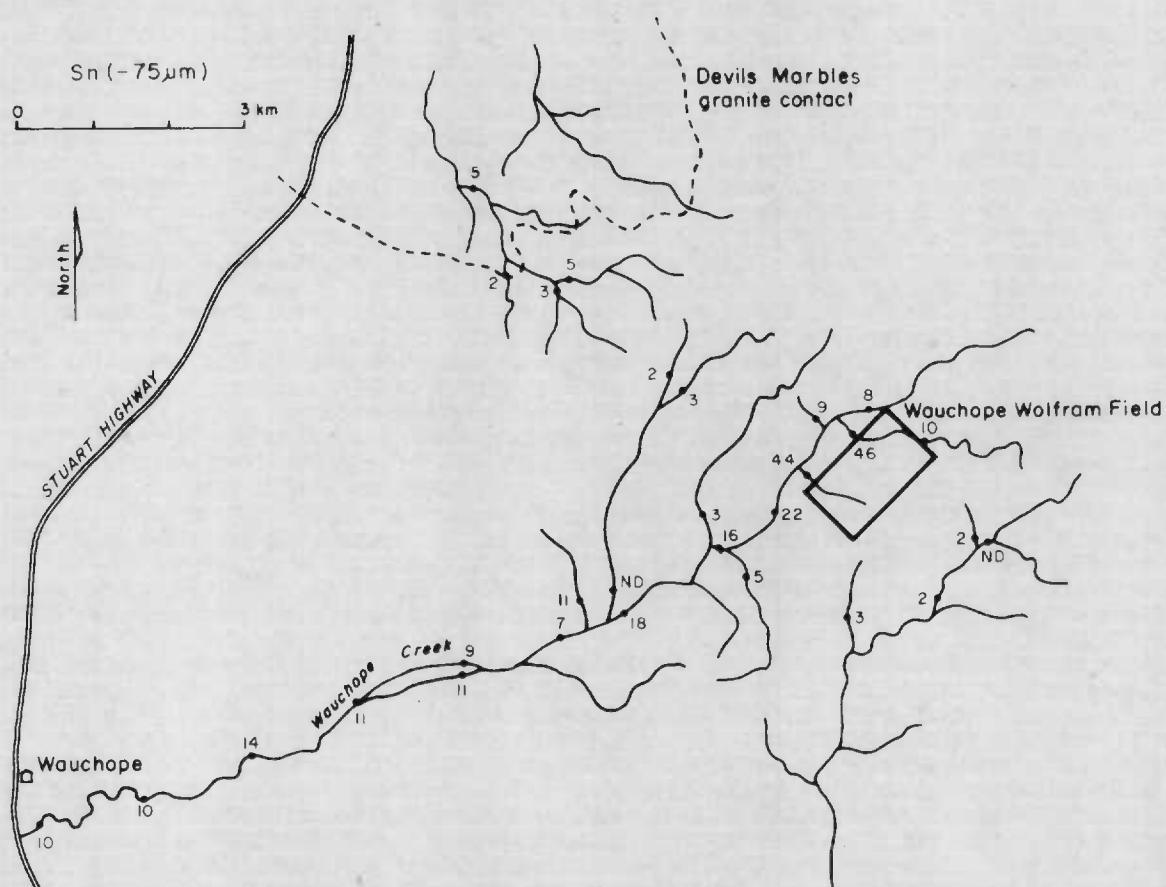 Sn (-75µm)
0 3 km
Devils Marbles
granite contact
North
STUART HIGHWAY
5
2
5
3
2
3
8
9
Wauchope Wolfram Field
10
46
44
22
3
16
5
2
ND
2
3
ND
11
18
7
9
Wauchope Creek
11
11
14
Wauchope
10
10